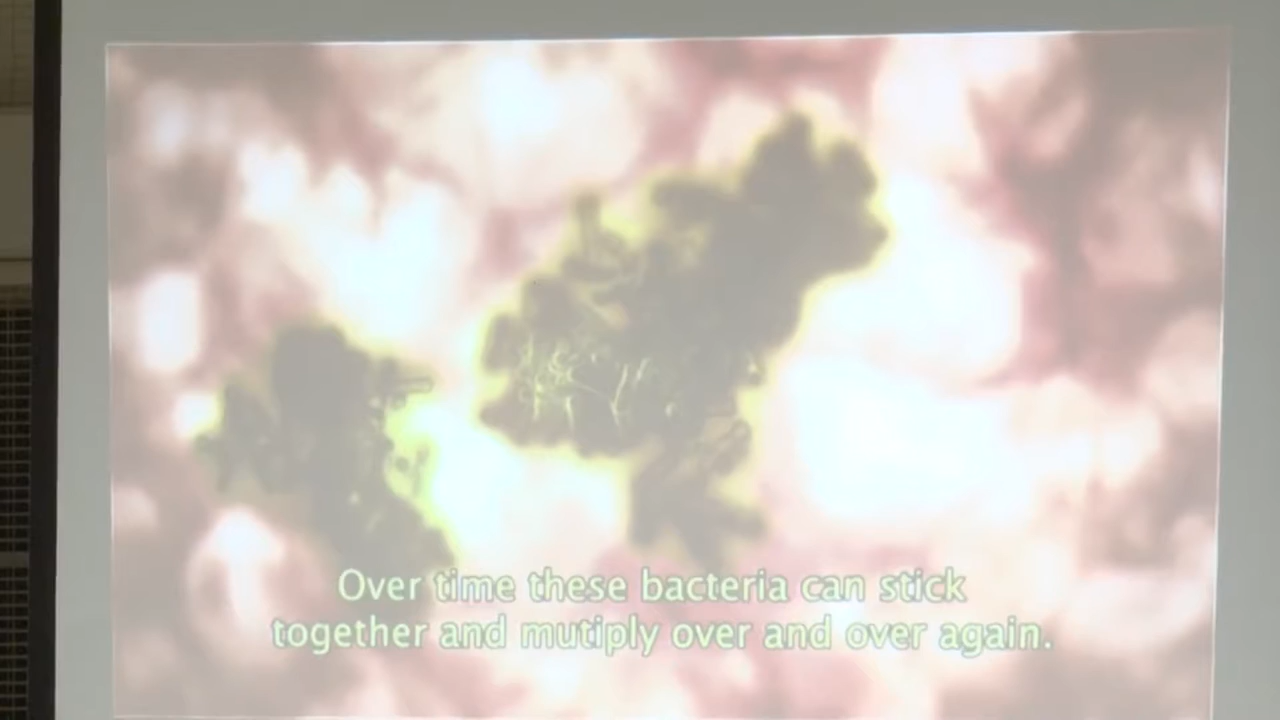 Over time these bacteria can stick
together and mutiply over and over again.